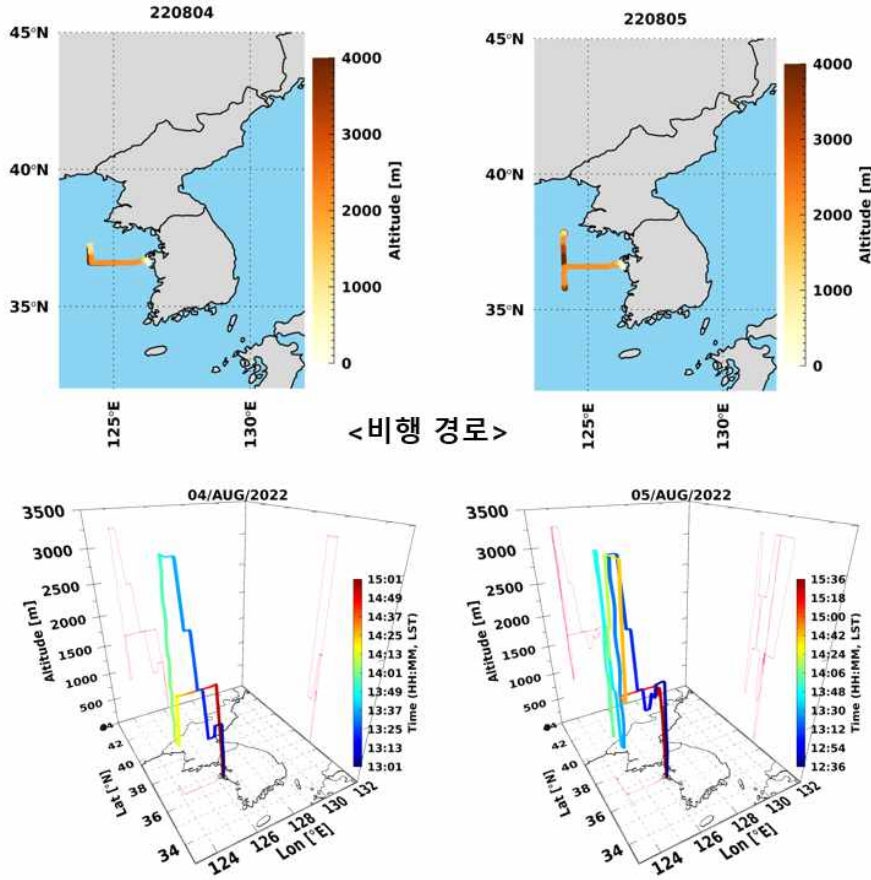 220804
45°N
40°N
35°N
125°E
130°E
4000
3000
2000
1000
0
Altitude [m]
220805
45°N
40°N
35°N
125°E
130°E
4000
3000
2000
1000
0
Altitude [m]
<비행 경로>
04/AUG/2022
3500
3000
2500
2000
1500
1000
500
Altitude [m]
42
40
38
36
34
Lat [°N]
124
126
128
130
132
Lon [°E]
15:01
14:49
14:37
14:25
14:13
14:01
13:49
13:37
13:25
13:13
13:01
Time (HH:MM, LST)
05/AUG/2022
3500
3000
2500
2000
1500
1000
500
Altitude [m]
42
40
38
36
34
Lat [°N]
124
126
128
130
132
Lon [°E]
15:36
15:18
15:00
14:42
14:24
14:06
13:48
13:30
13:12
12:54
12:36
Time (HH:MM, LST)